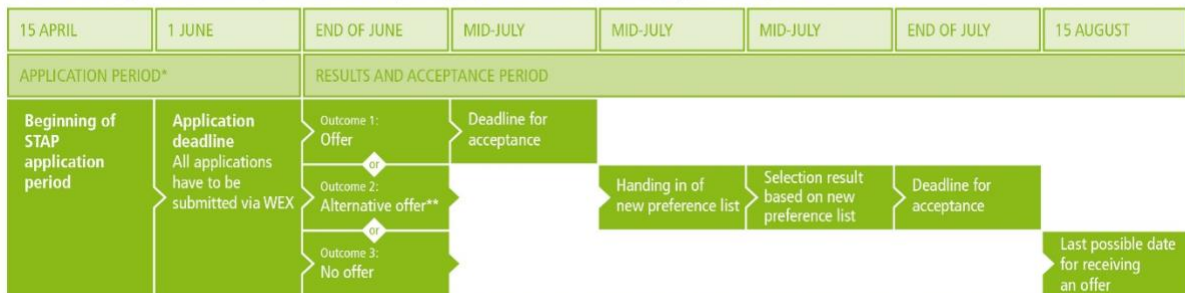 15 APRIL
1 JUNE
END OF JUNE
MID-JULY
MID-JULY
MID-JULY
END OF JULY
15 AUGUST
APPLICATION PERIOD*
RESULTS AND ACCEPTANCE PERIOD
Beginning of
STAP
application
period
Application
deadline
All applications
have to be
submitted via WEX
Outcome 1:
Offer
Deadline for
acceptance
or
Outcome 2:
Alternative offer**
Handing in of
new preference list
Selection result
based on new
preference list
Deadline for
acceptance
or
Outcome 3:
No offer
Last possible date
for receiving
an offer